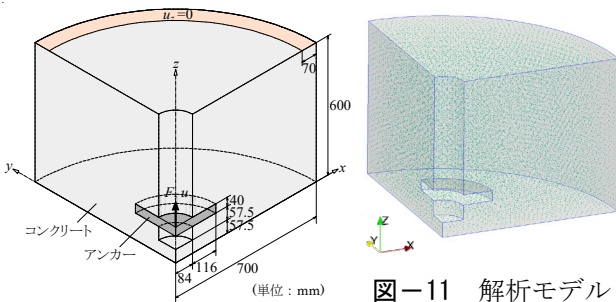 u_z=0
z
70
600
y
x
F, u
40
57.5
57.5
コンクリート
アンカー
116
84
700
(単位：mm)
Z
Y
X
図－11 解析モデル